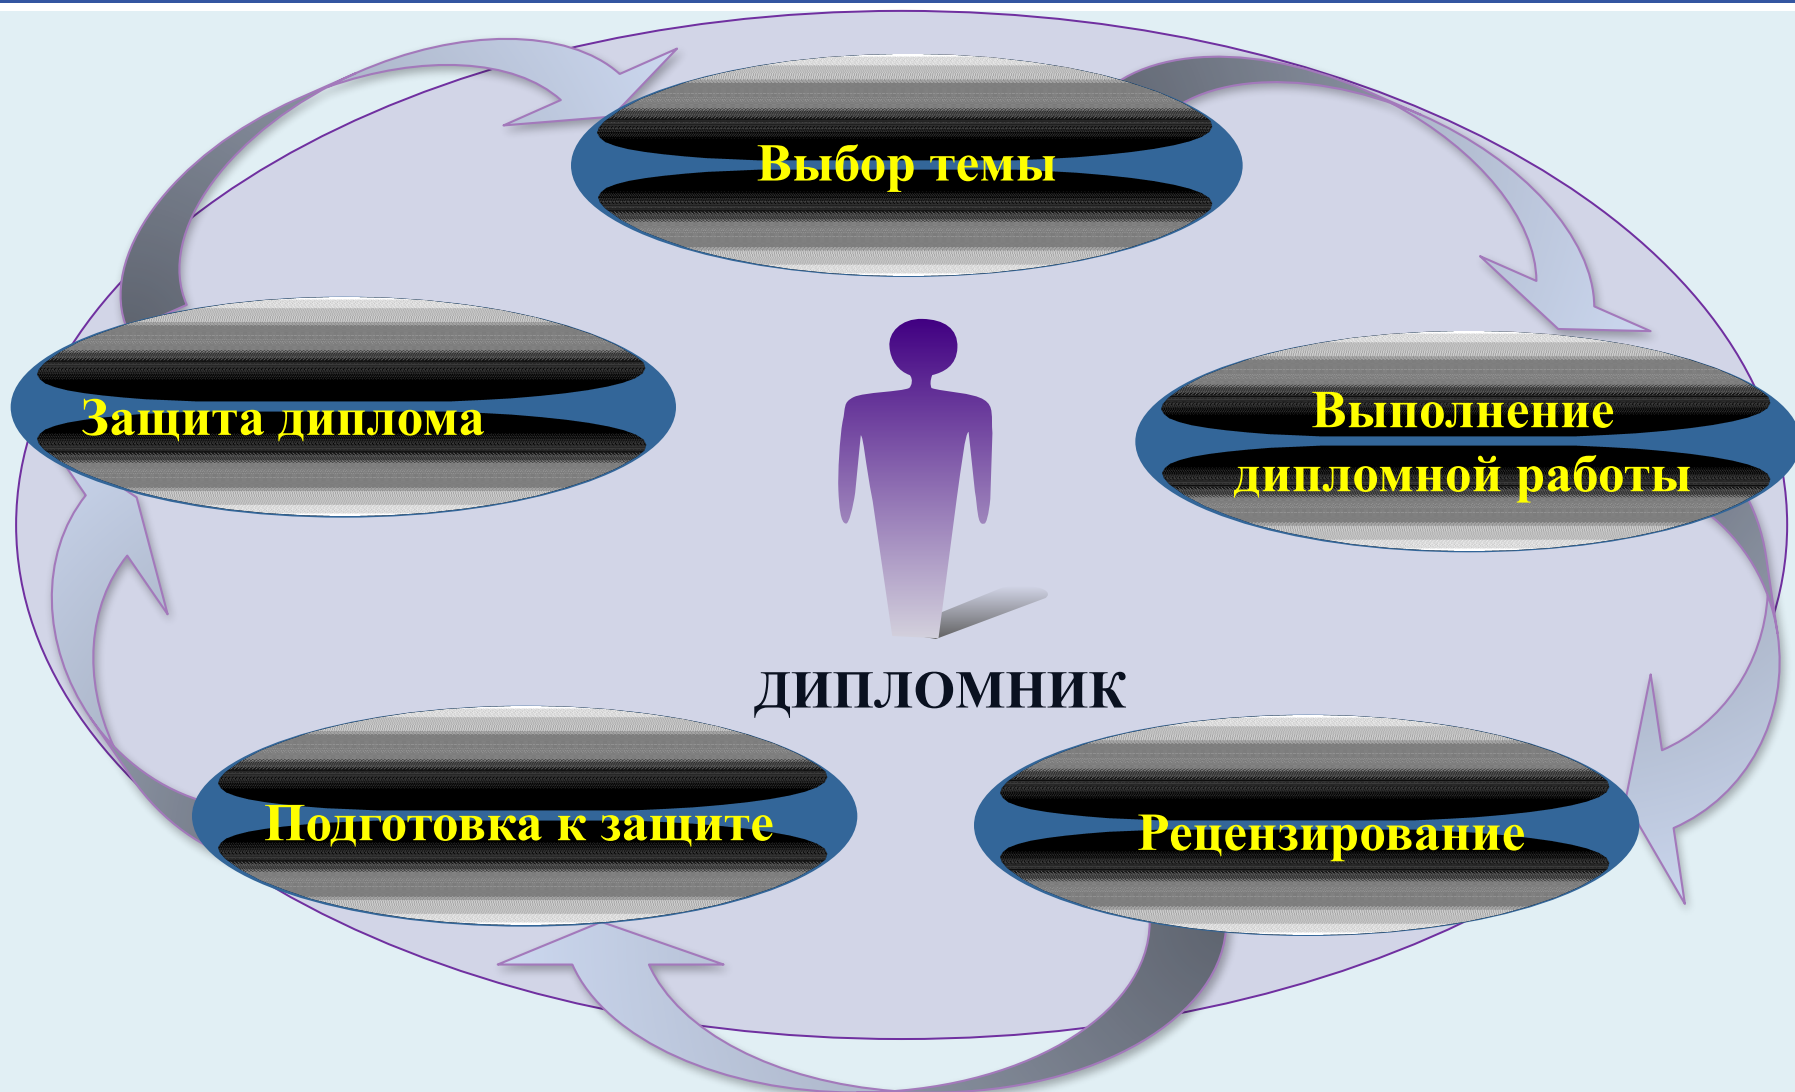 Выбор темы
Защита диплома
Выполнение
дипломной работы
ДИПЛОМНИК
Подготовка к защите
Рецензирование